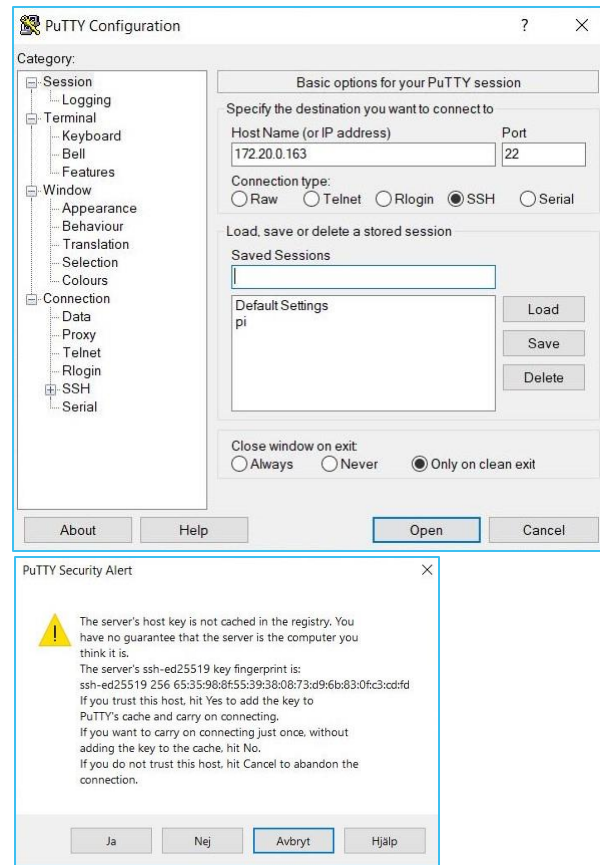 PuTTY Configuration
?
Category:
Session
Logging
Terminal
Keyboard
Bell
Features
Window
Appearance
Behaviour
Translation
Selection
Colours
Connection
Data
Proxy
Telnet
Rlogin
SSH
Serial
Basic options for your PuTTY session
Specify the destination you want to connect to
Host Name (or IP address) Port
172.20.0.163 22
Connection type:
Raw Telnet Rlogin SSH Serial
Load, save or delete a stored session
Saved Sessions
Default Settings
pi
Load
Save
Delete
Close window on exit:
Always Never Only on clean exit
About Help Open Cancel
PuTTY Security Alert
The server's host key is not cached in the registry. You
have no guarantee that the server is the computer you
think it is.
The server's ssh-ed25519 key fingerprint is:
ssh-ed25519 256 65:35:98:8f:55:39:38:08:73:d9:6b:83:0f:c3:cd:fd
If you trust this host, hit Yes to add the key to
PuTTY's cache and carry on connecting.
If you want to carry on connecting just once, without
adding the key to the cache, hit No.
If you do not trust this host, hit Cancel to abandon the
connection.
Ja Nej Avbryt Hjälp